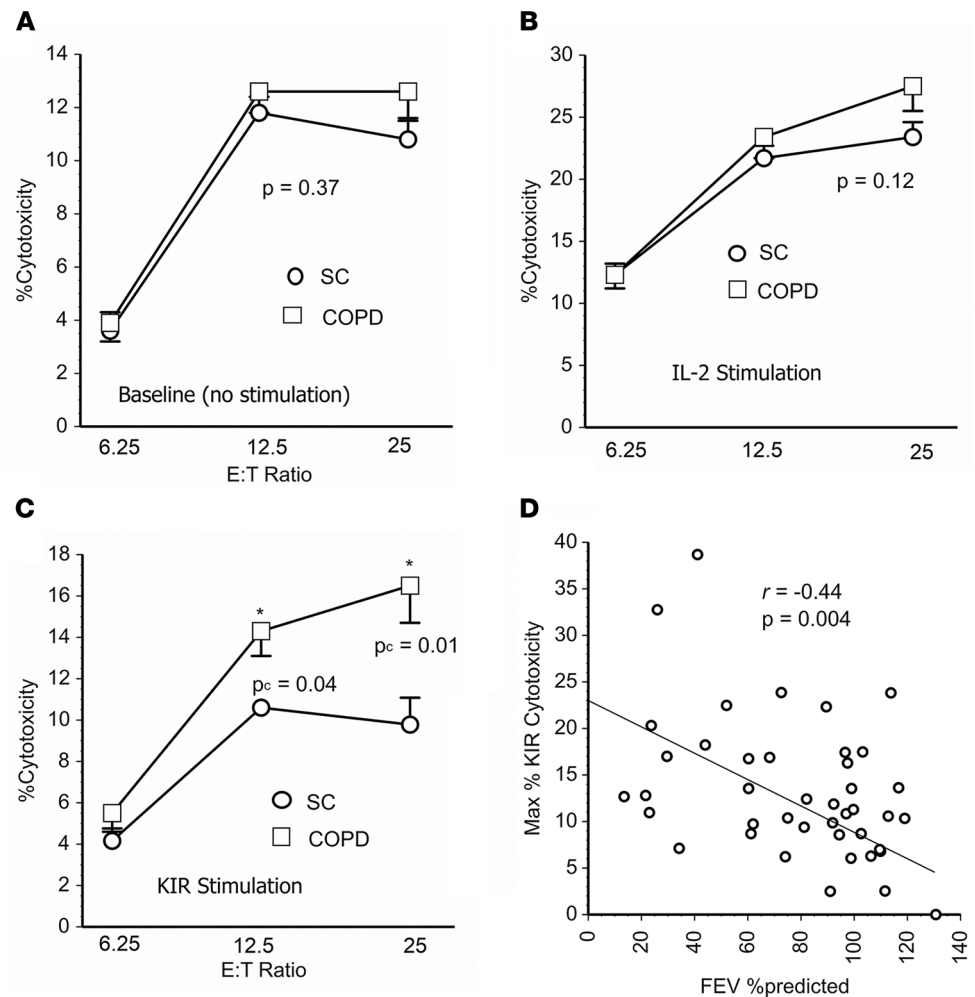 A
14
12
10
8
6
4
2
0
%Cytotoxicity
p = 0.37
SC
COPD
Baseline (no stimulation)
6.25 12.5 25
E:T Ratio
B
30
25
20
15
10
5
0
%Cytotoxicity
p = 0.12
SC
COPD
IL-2 Stimulation
6.25 12.5 25
C
18
16
14
12
10
8
6
4
2
0
%Cytotoxicity
*
*
pc = 0.01
pc = 0.04
SC
COPD
KIR Stimulation
6.25 12.5 25
E:T Ratio
D
40
35
30
25
20
15
10
5
0
Max % KIR Cytotoxicity
r = -0.44
p = 0.004
0 20 40 60 80 100 120 140
FEV %predicted